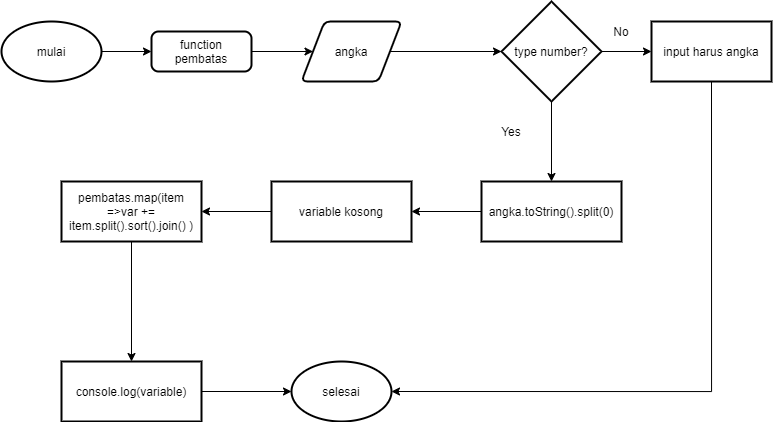 mulai
function
pembatas
angka
type number?
No
input harus angka
Yes
pembatas.map(item
=>var +=
item.split().sort().join() )
variable kosong
angka.toString().split(0)
console.log(variable)
selesai